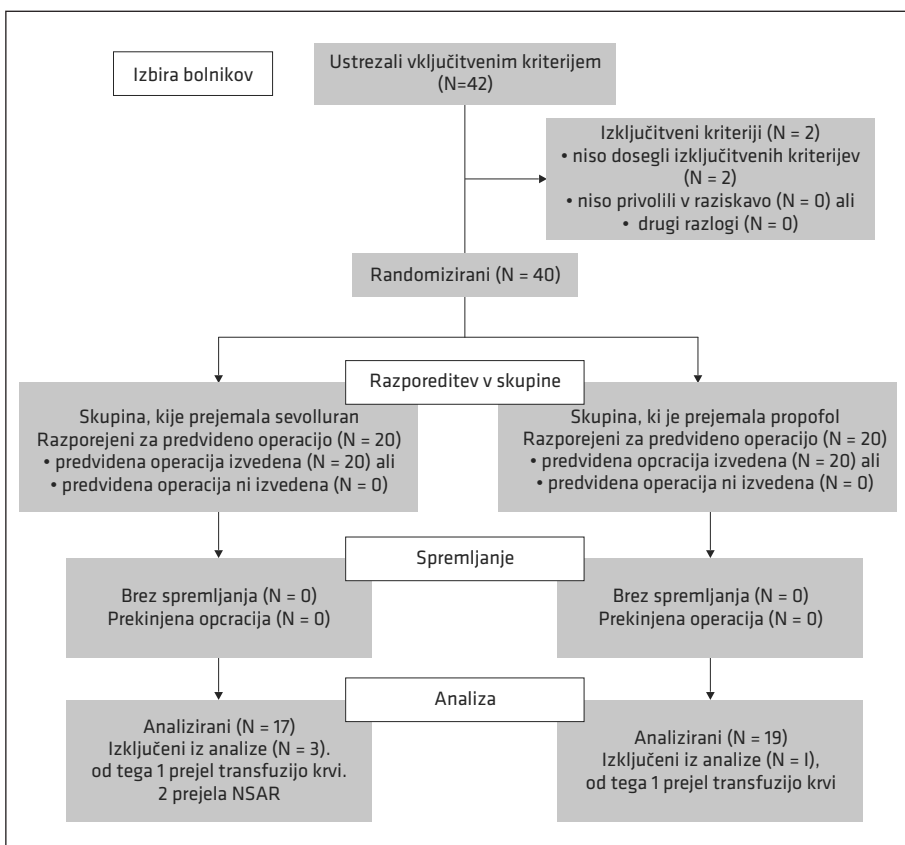 Izbira bolnikov
Ustrezali vključitvenim kriterijem
(N=42)
Izključitveni kriteriji (N = 2)
• niso dosegli izključitvenih kriterijev
(N = 2)
• niso privolili v raziskavo (N = 0) ali
• drugi razlogi (N = 0)
Randomizirani (N = 40)
Razporeditev v skupine
Skupina, kije prejemala sevolluran
Razporejeni za predvideno operacijo (N = 20)
• predvidena operacija izvedena (N = 20) ali
• predvidena operacija ni izvedena (N = 0)
Skupina, ki je prejemala propofol
Razporejeni za predvideno operacijo (N = 20)
• predvidena opcracija izvedena (N = 20) ali
• predvidena operacija ni izvedena (N = 0)
Spremljanje
Brez spremljanja (N = 0)
Prekinjena opcracija (N = 0)
Brez spremljanja (N = 0)
Prekinjena operacija (N = 0)
Analiza
Analizirani (N = 17)
Izključeni iz analize (N = 3).
od tega 1 prejel transfuzijo krvi.
2 prejela NSAR
Analizirani (N = 19)
Izključeni iz analize (N = I),
od tega 1 prejel transfuzijo krvi